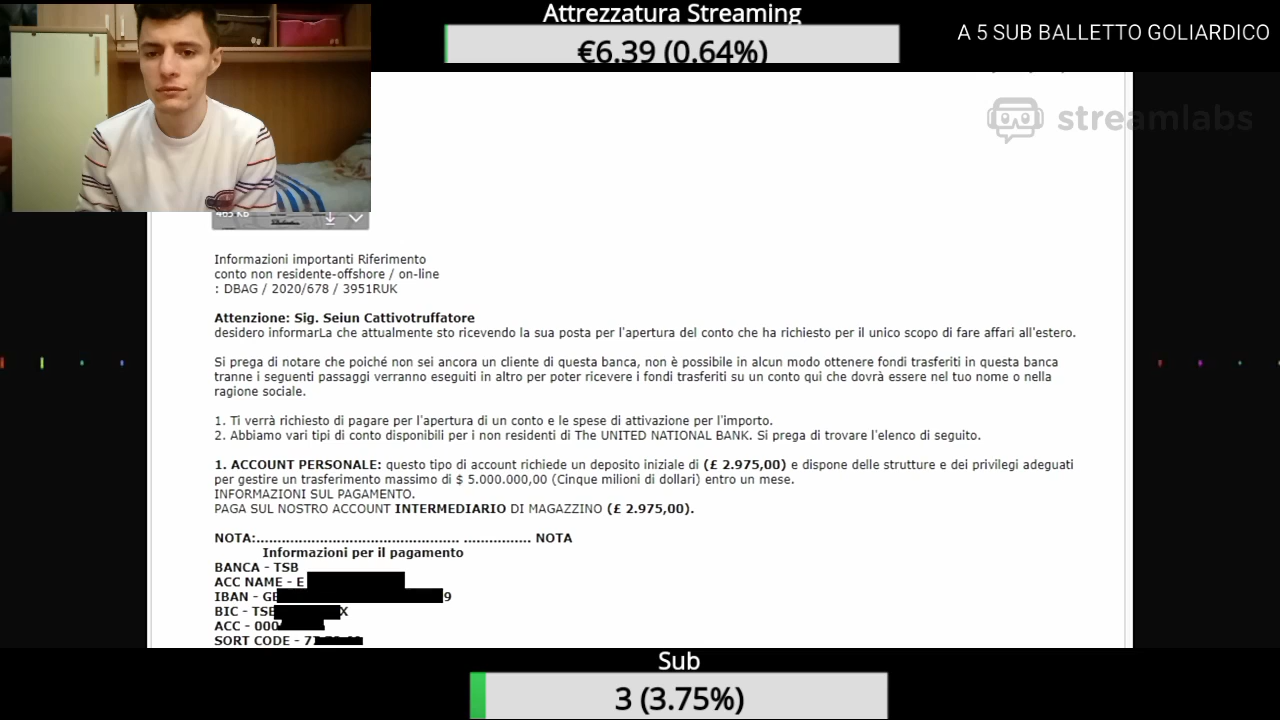 Attrezzatura Streaming
€6.39 (0.64%)
A 5 SUB BALLETTO GOLIARDICO
streamlabs
Informazioni importanti Riferimento
conto non residente-offshore / on-line
: DBAG / 2020/678 / 3951RUK
Attenzione: Sig. Seiun Cattivotruffatore
desidero informarLa che attualmente sto ricevendo la sua posta per l'apertura del conto che ha richiesto per il unico scopo di fare affari all'estero.
Si prega di notare che poiché non sei ancora un cliente di questa banca, non è possibile in alcun modo ottenere fondi trasferiti in questa banca
tranne i seguenti passaggi verranno eseguiti in altro per poter ricevere i fondi trasferiti su un conto qui che dovrà essere nel tuo nome o nella
ragione sociale.
1. Ti verrà richiesto di pagare per l'apertura di un conto e le spese di attivazione per l'importo.
2. Abbiamo vari tipi di conto disponibili per i non residenti di The UNITED NATIONAL BANK. Si prega di trovare l'elenco di seguito.
1. ACCOUNT PERSONALE: questo tipo di account richiede un deposito iniziale di (£ 2.975,00) e dispone delle strutture e dei privilegi adeguati
per gestire un trasferimento massimo di $ 5.000.000,00 (Cinque milioni di dollari) entro un mese.
INFORMAZIONI SUL PAGAMENTO.
PAGA SUL NOSTRO ACCOUNT INTERMEDIARIO DI MAGAZZINO (£ 2.975,00).
NOTA:................................................ ................ NOTA
Informazioni per il pagamento
BANCA - TSB
ACC NAME - E
IBAN - GE 9
BIC - TSB X
ACC - 000
SORT CODE - 77
Sub
3 (3.75%)